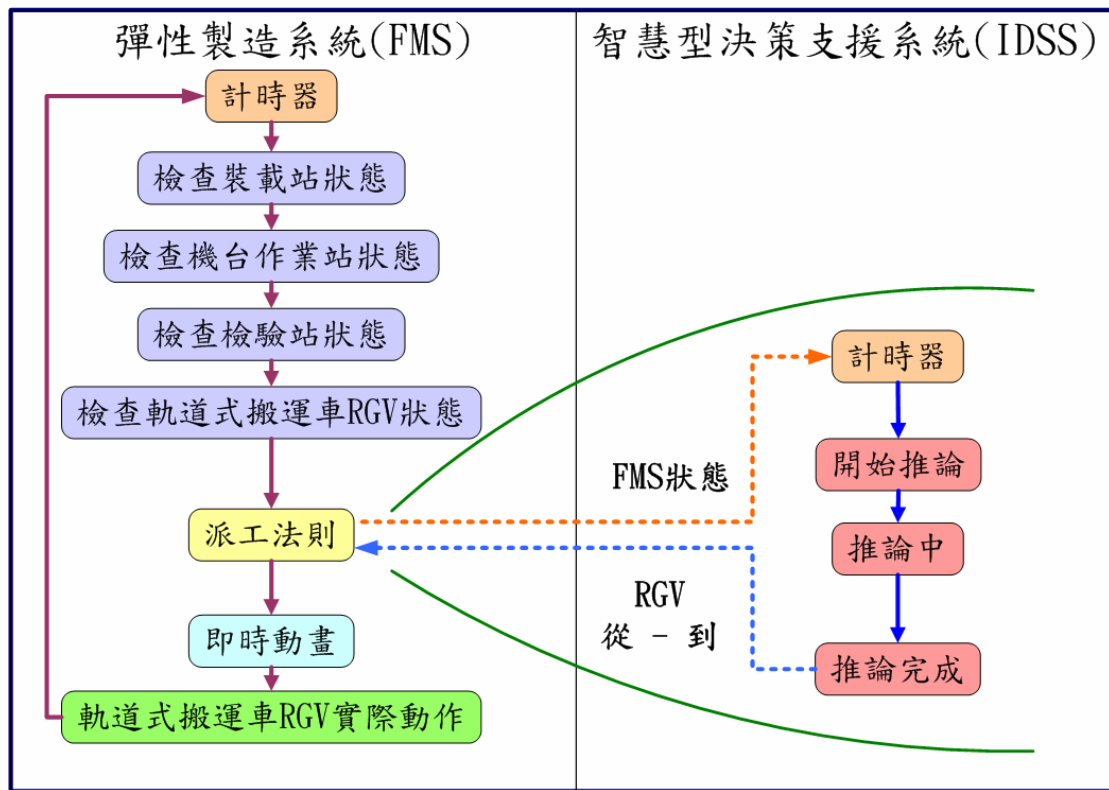 彈性製造系統(FMS)
計時器
檢查裝載站狀態
檢查機台作業站狀態
檢查檢驗站狀態
檢查軌道式搬運車RGV狀態
派工法則
即時動畫
軌道式搬運車RGV實際動作
智慧型決策支援系統(IDSS)
FMS狀態
RGV
從 - 到
計時器
開始推論
推論中
推論完成